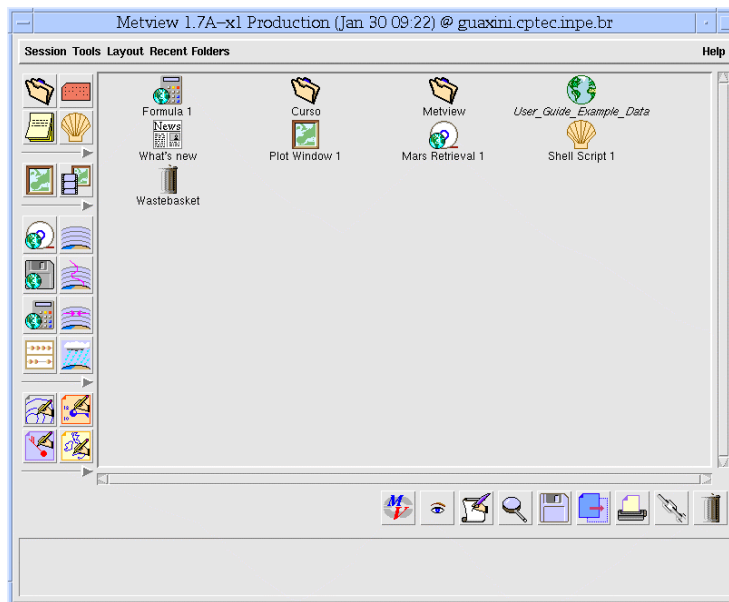 Metview 1.7A-x1 Production (Jan 30 09:22) @ guaxini.cptec.inpe.br
Session Tools Layout Recent Folders Help
Formula 1 Curso Metview User_Guide_Example_Data
News
What's new Plot Window 1 Mars Retrieval 1 Shell Script 1
Wastebasket
MV